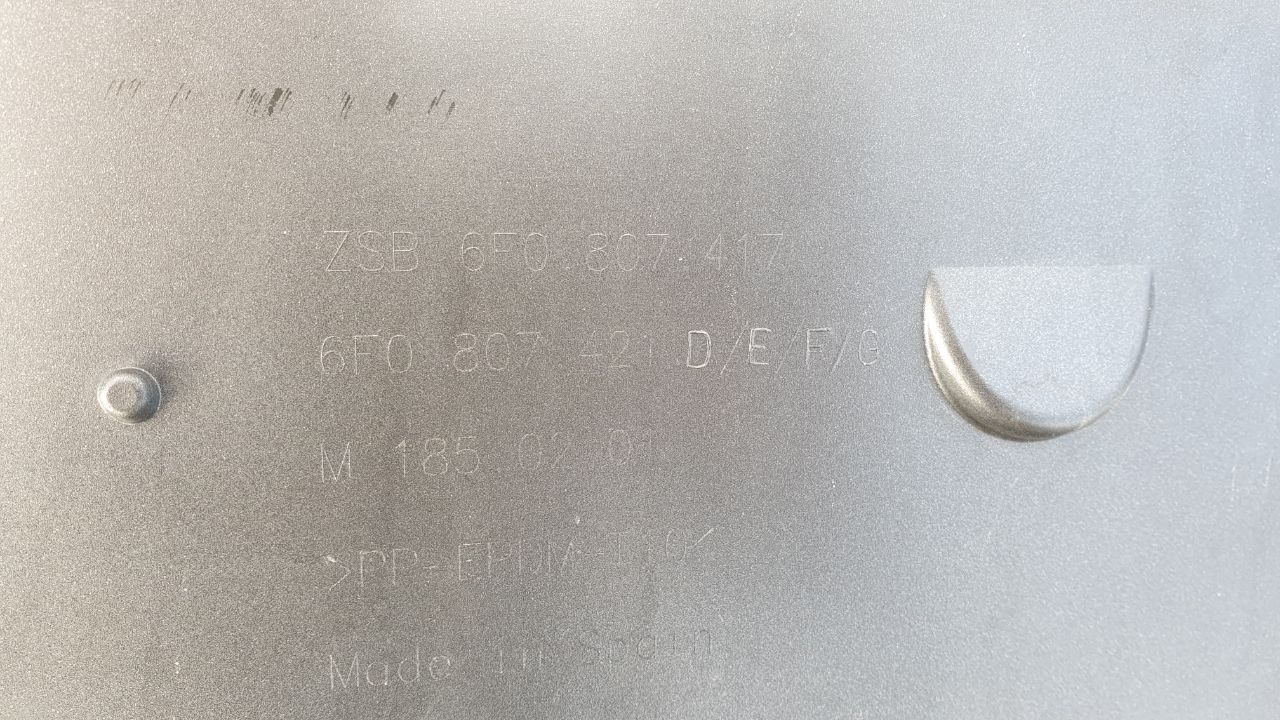 ZSB 6F0.807.417
6F0.807.421 D/E/F/G
M 185.02.01
>PP-EPDM-T10<
Made in Spain